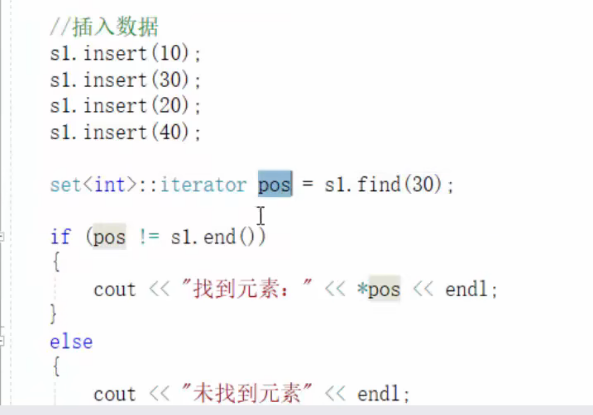 //插入数据
s1.insert(10);
s1.insert(30);
s1.insert(20);
s1.insert(40);
set<int>::iterator pos = s1.find(30);
if (pos != s1.end())
{
cout << "找到元素：" << *pos << endl;
}
else
{
cout << "未找到元素" << endl;